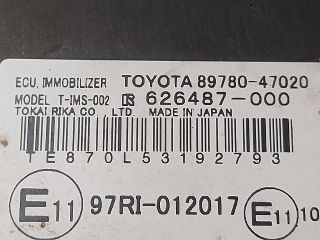 ECU, IMMOBILIZER TOYOTA 89780-47020
MODEL T-IMS-002 R 626487-000
TOKAI RIKA CO., LTD. MADE IN JAPAN
TE870L53192793
E11 97RI-012017 E11 10